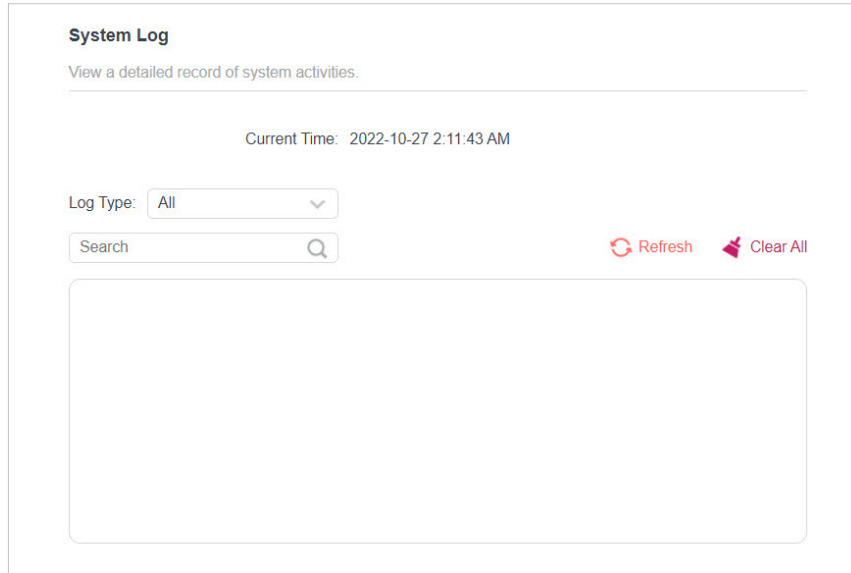 System Log
View a detailed record of system activities.
Current Time: 2022-10-27 2:11:43 AM
Log Type: All
Search
Refresh Clear All